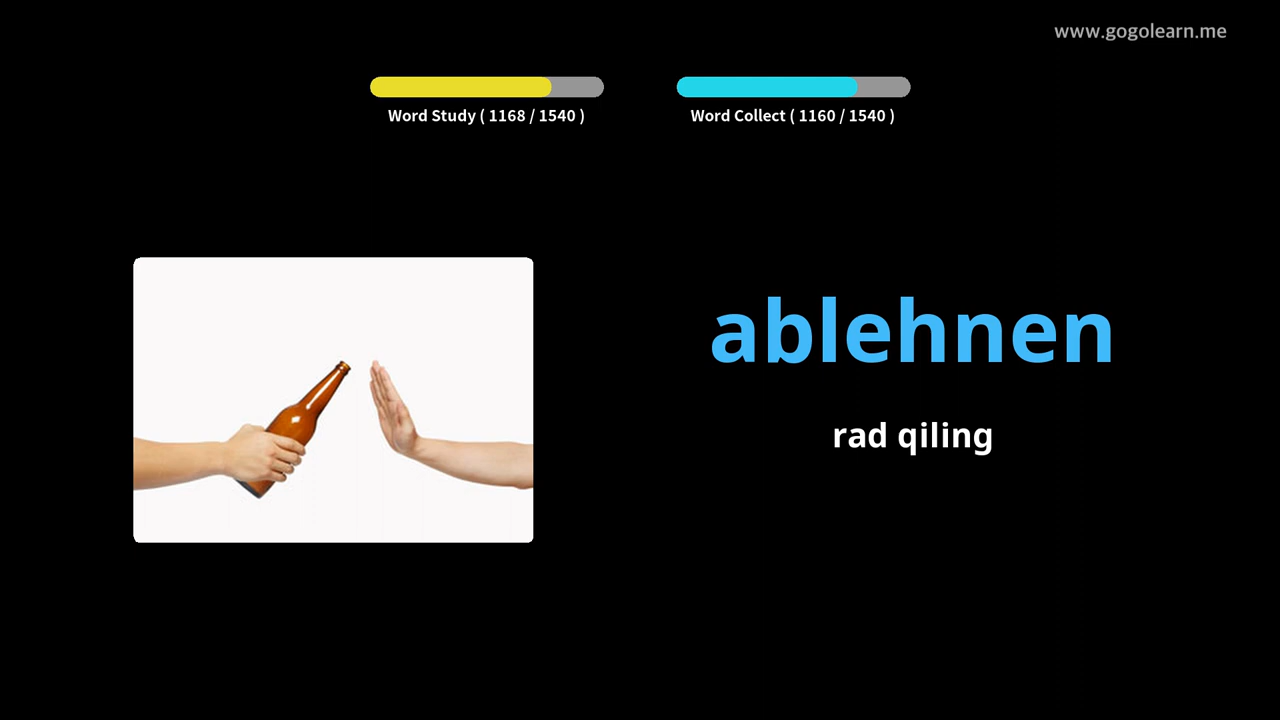 www.gogolearn.me
Word Study ( 1168 / 1540 )
Word Collect ( 1160 / 1540 )
ablehnen
rad qiling